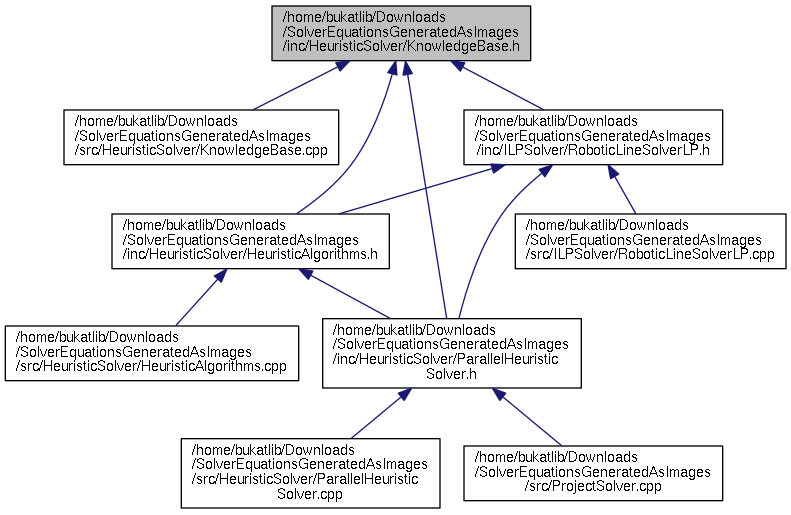 /home/bukatlib/Downloads
/SolverEquationsGeneratedAsImages
/inc/HeuristicSolver/KnowledgeBase.h
/home/bukatlib/Downloads
/SolverEquationsGeneratedAsImages
/src/HeuristicSolver/KnowledgeBase.cpp
/home/bukatlib/Downloads
/SolverEquationsGeneratedAsImages
/inc/ILPSolver/RoboticLineSolverLP.h
/home/bukatlib/Downloads
/SolverEquationsGeneratedAsImages
/inc/HeuristicSolver/HeuristicAlgorithms.h
/home/bukatlib/Downloads
/SolverEquationsGeneratedAsImages
/src/ILPSolver/RoboticLineSolverLP.cpp
/home/bukatlib/Downloads
/SolverEquationsGeneratedAsImages
/src/HeuristicSolver/HeuristicAlgorithms.cpp
/home/bukatlib/Downloads
/SolverEquationsGeneratedAsImages
/inc/HeuristicSolver/ParallelHeuristic
Solver.h
/home/bukatlib/Downloads
/SolverEquationsGeneratedAsImages
/src/HeuristicSolver/ParallelHeuristic
Solver.cpp
/home/bukatlib/Downloads
/SolverEquationsGeneratedAsImages
/src/ProjectSolver.cpp